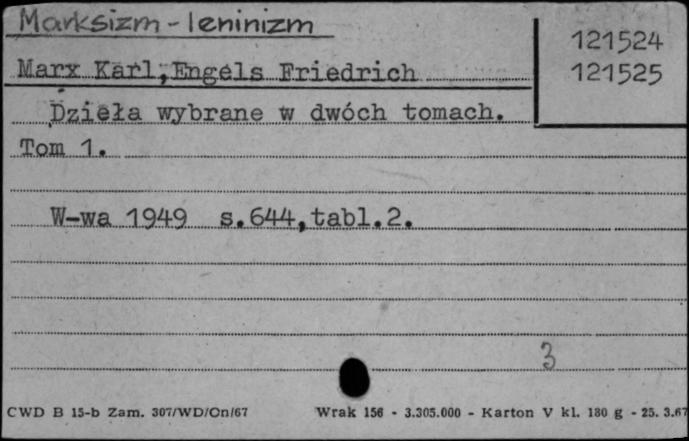 Marksizm-leninizm
121524
Marx Karl,Engels Friedrich
121525
Dzieła wybrane w dwóch tomach.
Tom 1.
W-wa 1949 s.644,tabl.2.
3
CWD B 15-b Zam. 307/WD/On/67 Wrak 156 - 3.305.000 - Karton V kl. 180 g - 25. 3.67